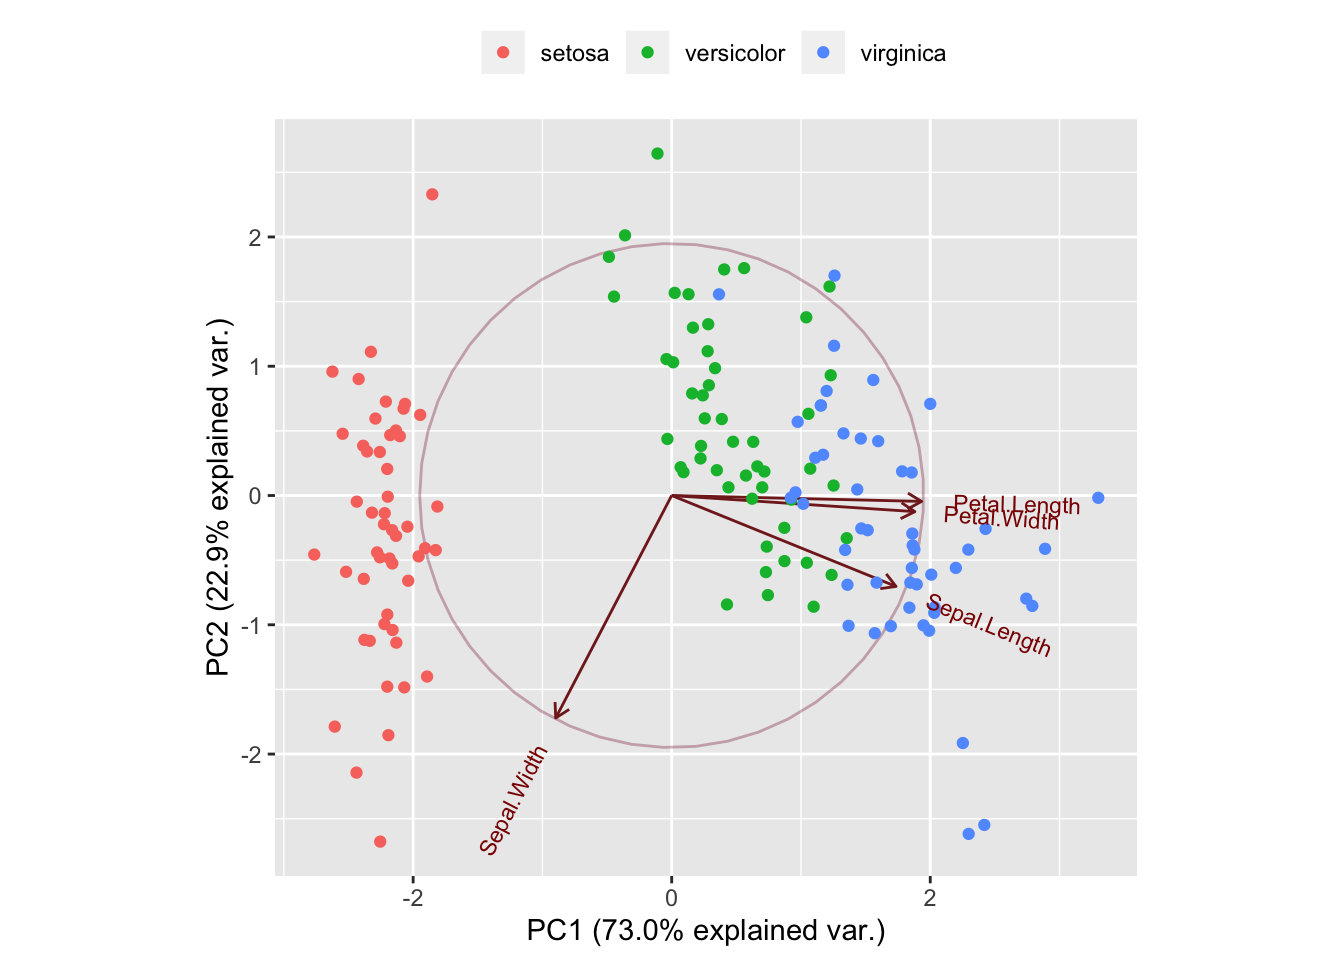 setosa versicolor virginica
2
1
0
-1
-2
PC2 (22.9% explained var.)
Petal.Length
Petal.Width
Sepal.Length
Sepal.Width
-2 0 2
PC1 (73.0% explained var.)